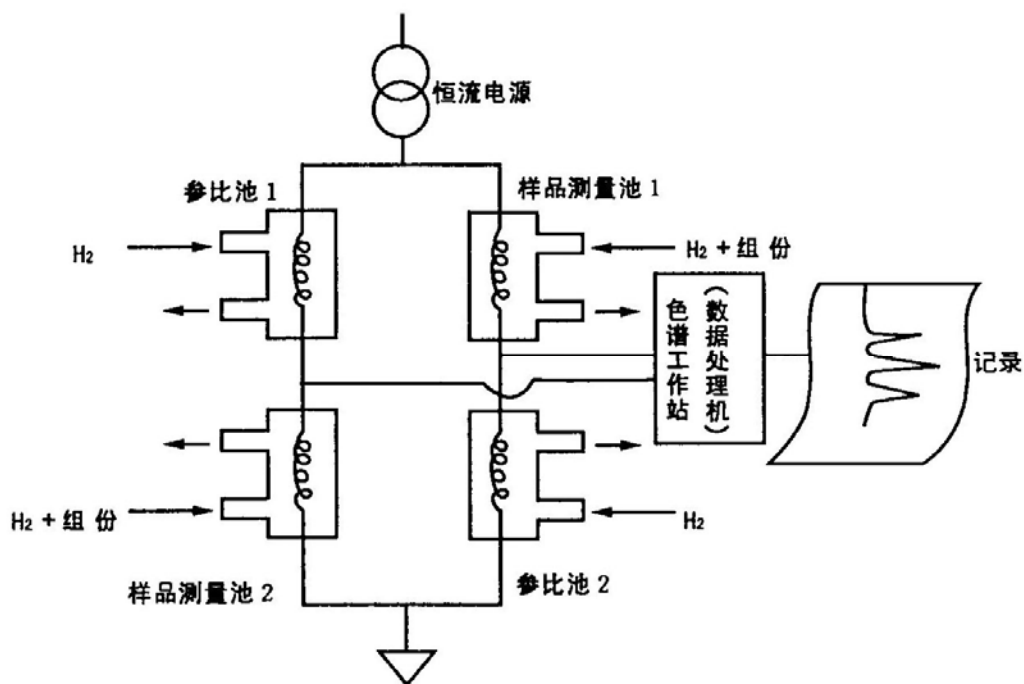 恒流电源
参比池 1
样品测量池 1
H₂
H₂ + 组份
色谱工作站
(数据处理机)
记录
H₂ + 组份
H₂
样品测量池 2
参比池 2